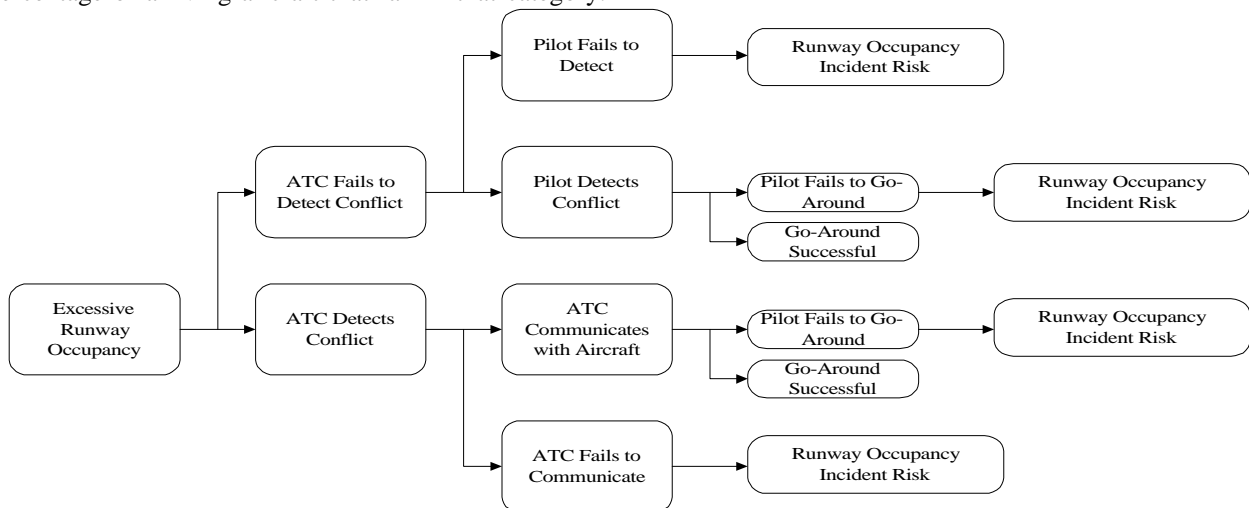 Pilot Fails to
Detect
Runway Occupancy
Incident Risk
ATC Fails to
Detect Conflict
Pilot Detects
Conflict
Pilot Fails to Go-
Around
Runway Occupancy
Incident Risk
Go-Around
Successful
Excessive
Runway
Occupancy
ATC Detects
Conflict
ATC
Communicates
with Aircraft
Pilot Fails to Go-
Around
Runway Occupancy
Incident Risk
Go-Around
Successful
ATC Fails to
Communicate
Runway Occupancy
Incident Risk